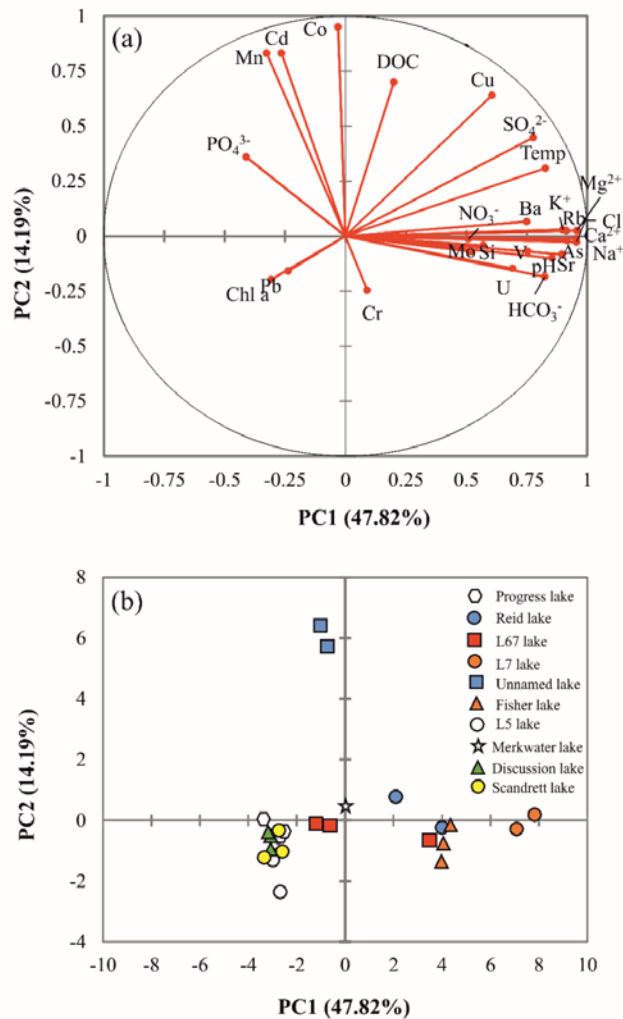 (a)
1
0.75
0.5
0.25
0
-0.25
-0.5
-0.75
-1
PC2 (14.19%)
Co
Cd
Mn
DOC
Cu
SO₄²⁻
PO₄³⁻
Temp
Mg²⁺
K⁺
Ba
Rb
Cl
NO₃⁻
Ca²⁺
Mo
Si
V
As
Na⁺
pH
Sr
Pb
U
Chl a
HCO₃⁻
Cr
-1 -0.75 -0.5 -0.25 0 0.25 0.5 0.75 1
PC1 (47.82%)
(b)
8
6
4
2
0
-2
-4
PC2 (14.19%)
Progress lake
Reid lake
L67 lake
L7 lake
Unnamed lake
Fisher lake
L5 lake
Merkwater lake
Discussion lake
Scandrett lake
-10 -8 -6 -4 -2 0 2 4 6 8 10
PC1 (47.82%)